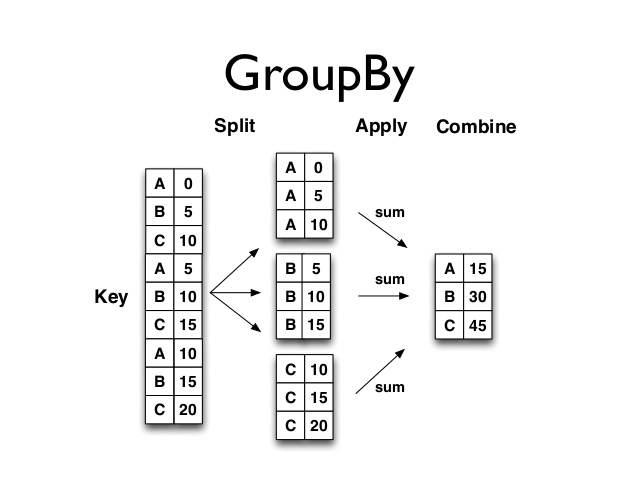 GroupBy
Split Apply Combine
Key
A 0
B 5
C 10
A 5
B 10
C 15
A 10
B 15
C 20
A 0
A 5
A 10
B 5
B 10
B 15
C 10
C 15
C 20
sum
sum
sum
A 15
B 30
C 45